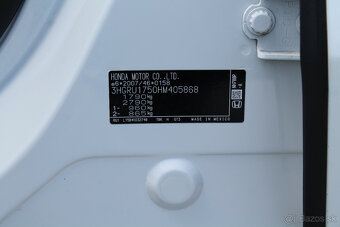 HONDA MOTOR CO.,LTD.
e6*2007/46*0158
3HGRU1750HM405868
1790kg
2790kg
1- 960kg
2- 865kg
MADE IN MEXICO
bazos.sk